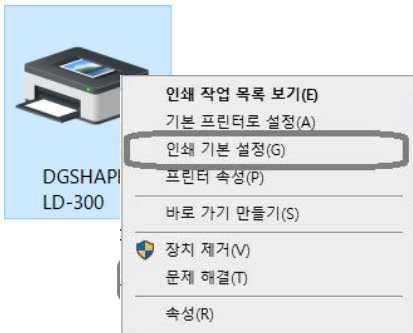 인쇄 작업 목록 보기(E)
기본 프린터로 설정(A)
인쇄 기본 설정(G)
프린터 속성(P)
바로 가기 만들기(S)
장치 제거(V)
문제 해결(T)
속성(R)
DGSHAP
LD-300